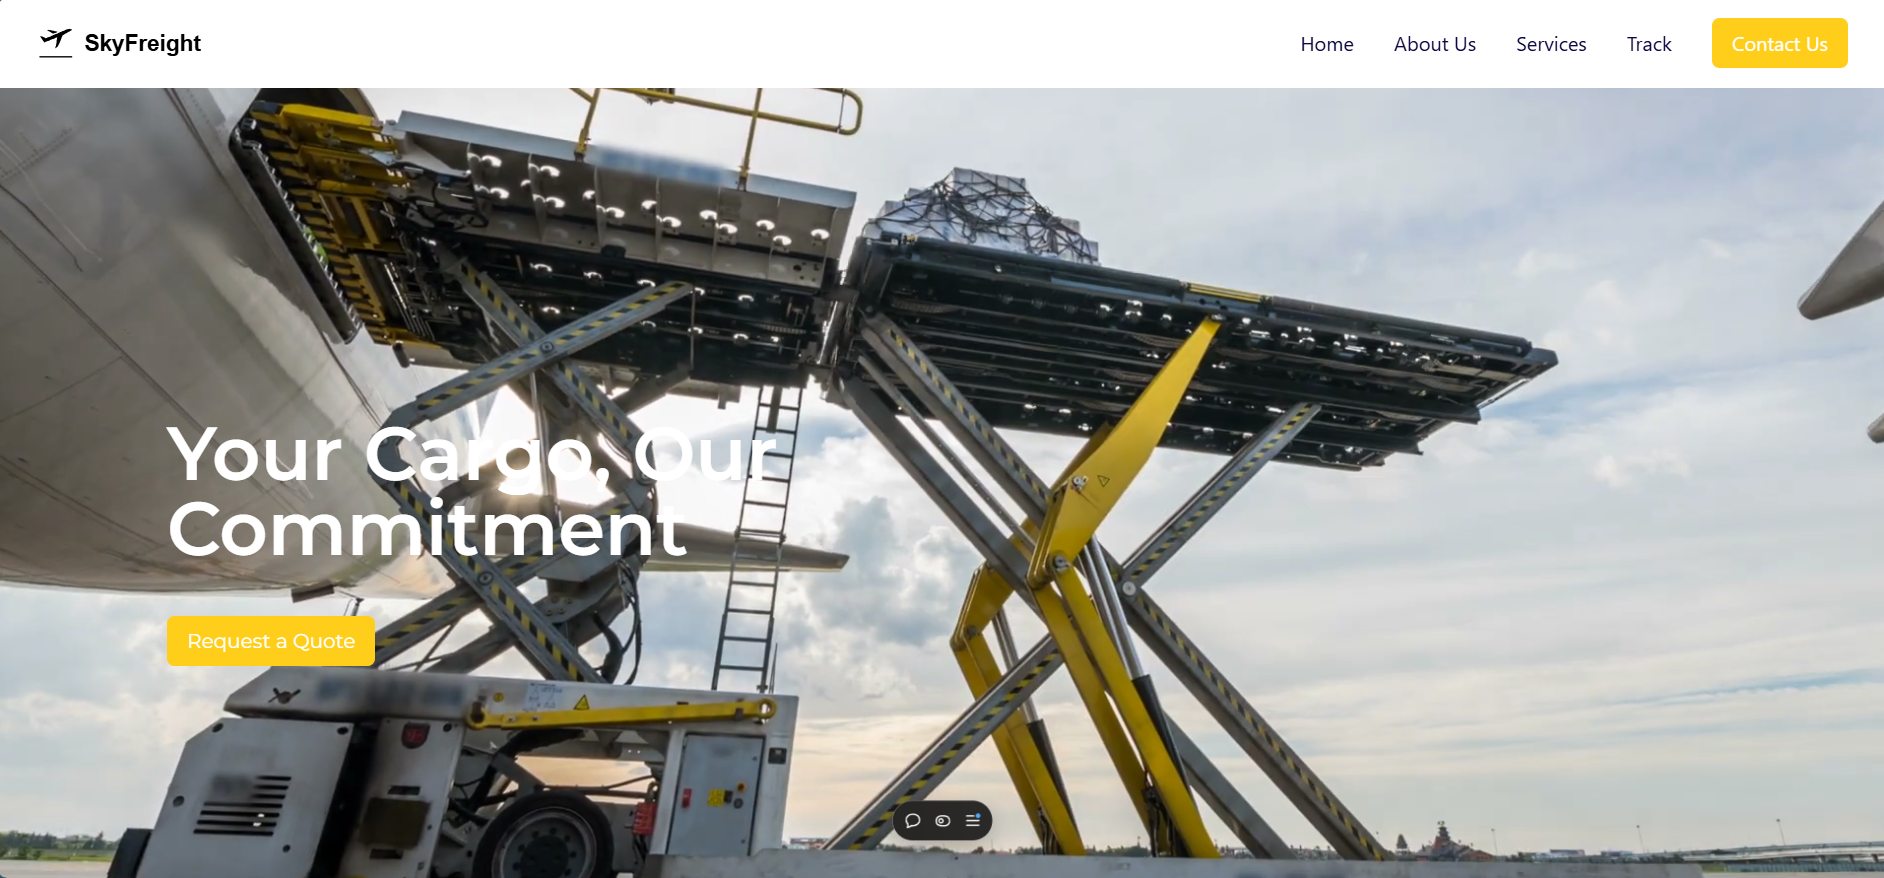 SkyFreight
Home
About Us
Services
Track
Contact Us
Your Cargo, Our
Commitment
Request a Quote